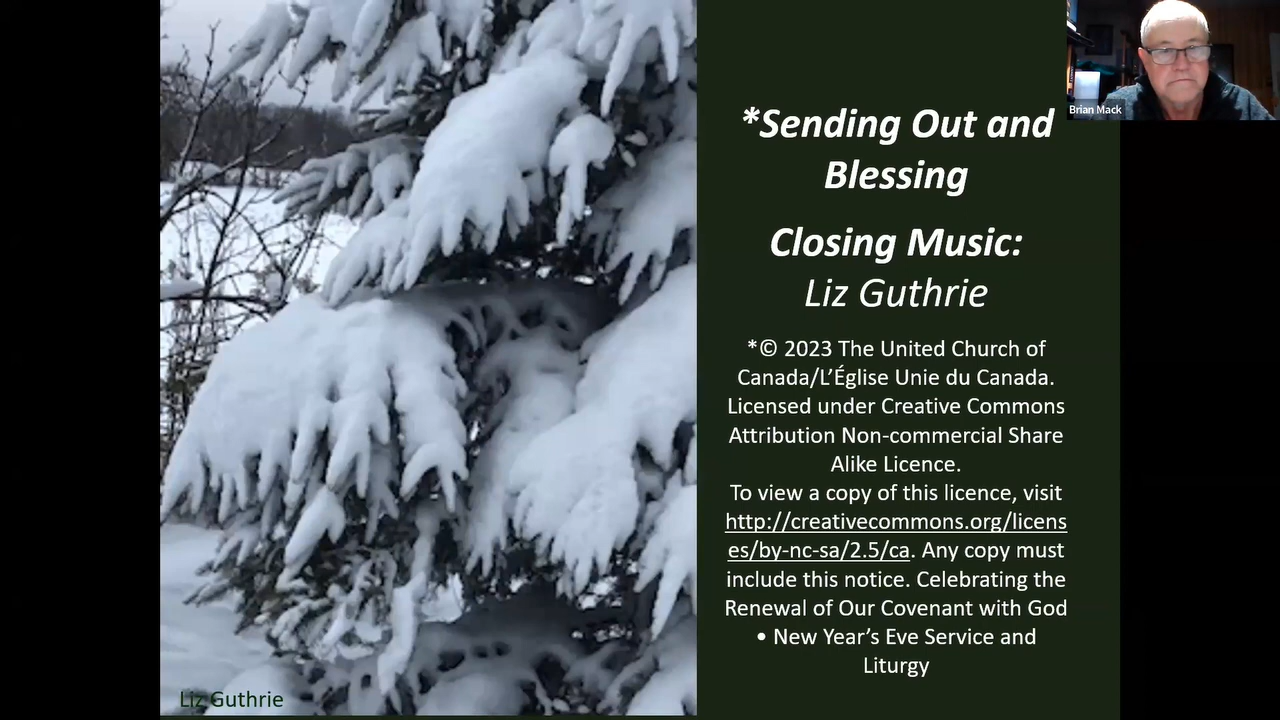 *Sending Out and
Blessing
Closing Music:
Liz Guthrie
*© 2023 The United Church of
Canada/L’Église Unie du Canada.
Licensed under Creative Commons
Attribution Non-commercial Share
Alike Licence.
To view a copy of this licence, visit
http://creativecommons.org/licens
es/by-nc-sa/2.5/ca. Any copy must
include this notice. Celebrating the
Renewal of Our Covenant with God
• New Year’s Eve Service and
Liturgy
Liz Guthrie
Brian Mack